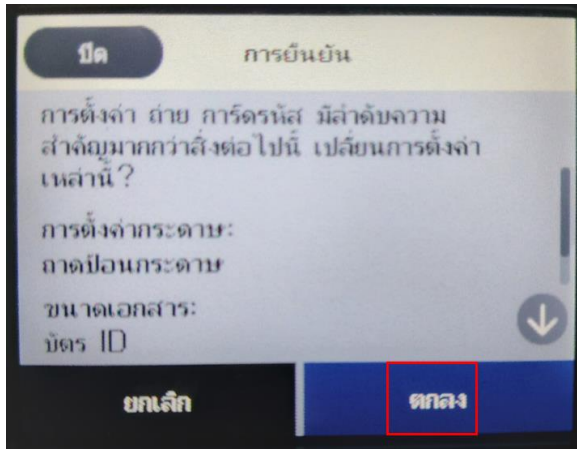 ปิด
การยืนยัน
การตั้งค่า ถ่าย การ์ดรหัส มีลำดับความ
สำคัญมากกว่าสิ่งต่อไปนี้ เปลี่ยนการตั้งค่า
เหล่านี้?
การตั้งค่ากระดาษ:
ถาดป้อนกระดาษ
ขนาดเอกสาร:
บัตร ID
ยกเลิก
ตกลง